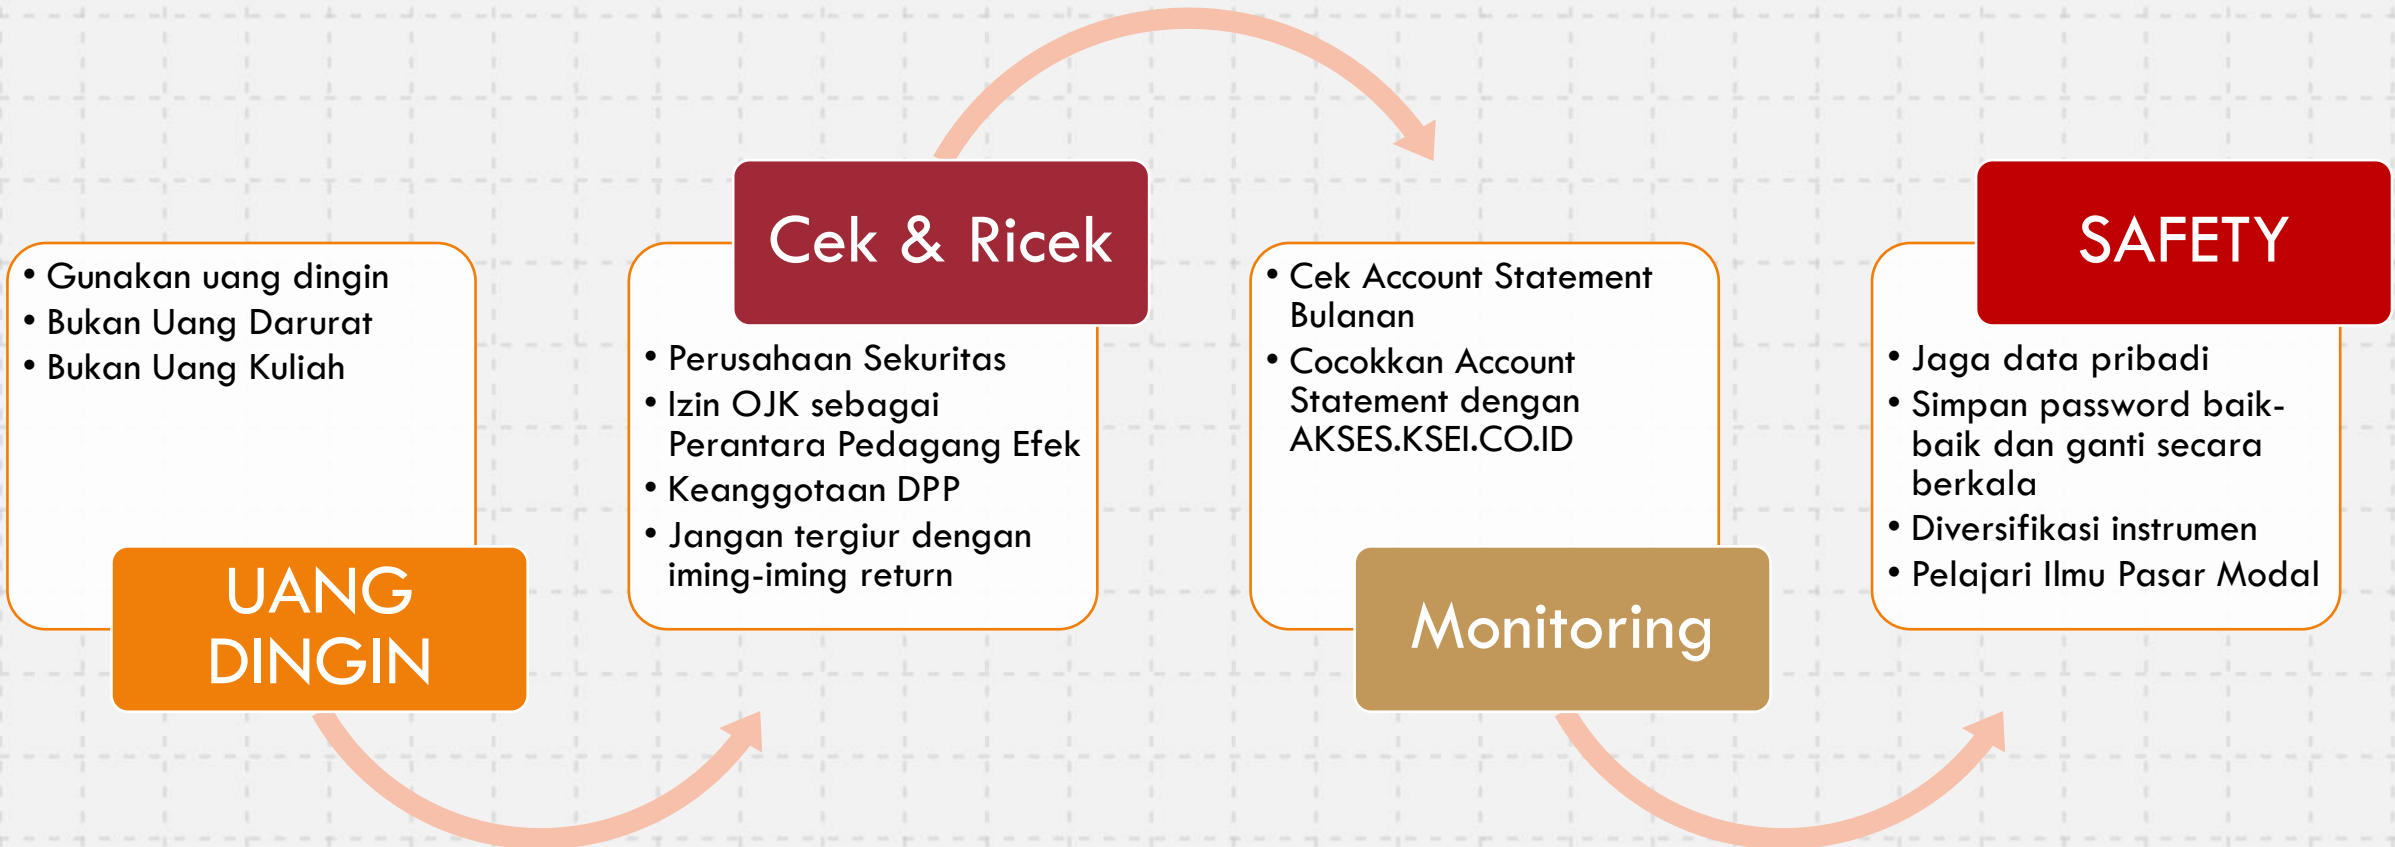 • Gunakan uang dingin
• Bukan Uang Darurat
• Bukan Uang Kuliah
UANG
DINGIN
Cek & Ricek
• Perusahaan Sekuritas
• Izin OJK sebagai
Perantara Pedagang Efek
• Keanggotaan DPP
• Jangan tergiur dengan
iming-iming return
• Cek Account Statement
Bulanan
• Cocokkan Account
Statement dengan
AKSES.KSEI.CO.ID
Monitoring
SAFETY
• Jaga data pribadi
• Simpan password baik-
baik dan ganti secara
berkala
• Diversifikasi instrumen
• Pelajari Ilmu Pasar Modal